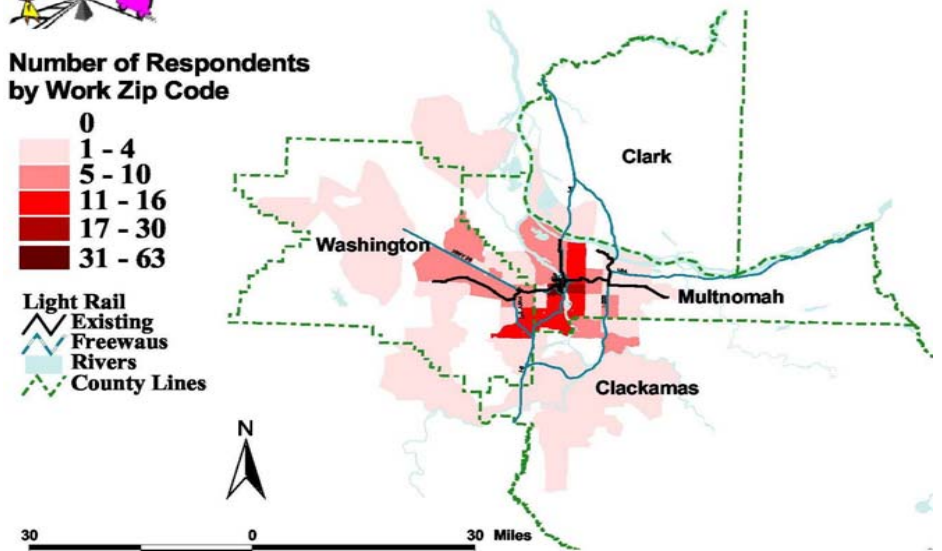 Number of Respondents
by Work Zip Code
0
1 - 4
5 - 10
11 - 16
17 - 30
31 - 63
Light Rail
Existing
Freewaus
Rivers
County Lines
Clark
Washington
Multnomah
Clackamas
N
30 0 30 Miles